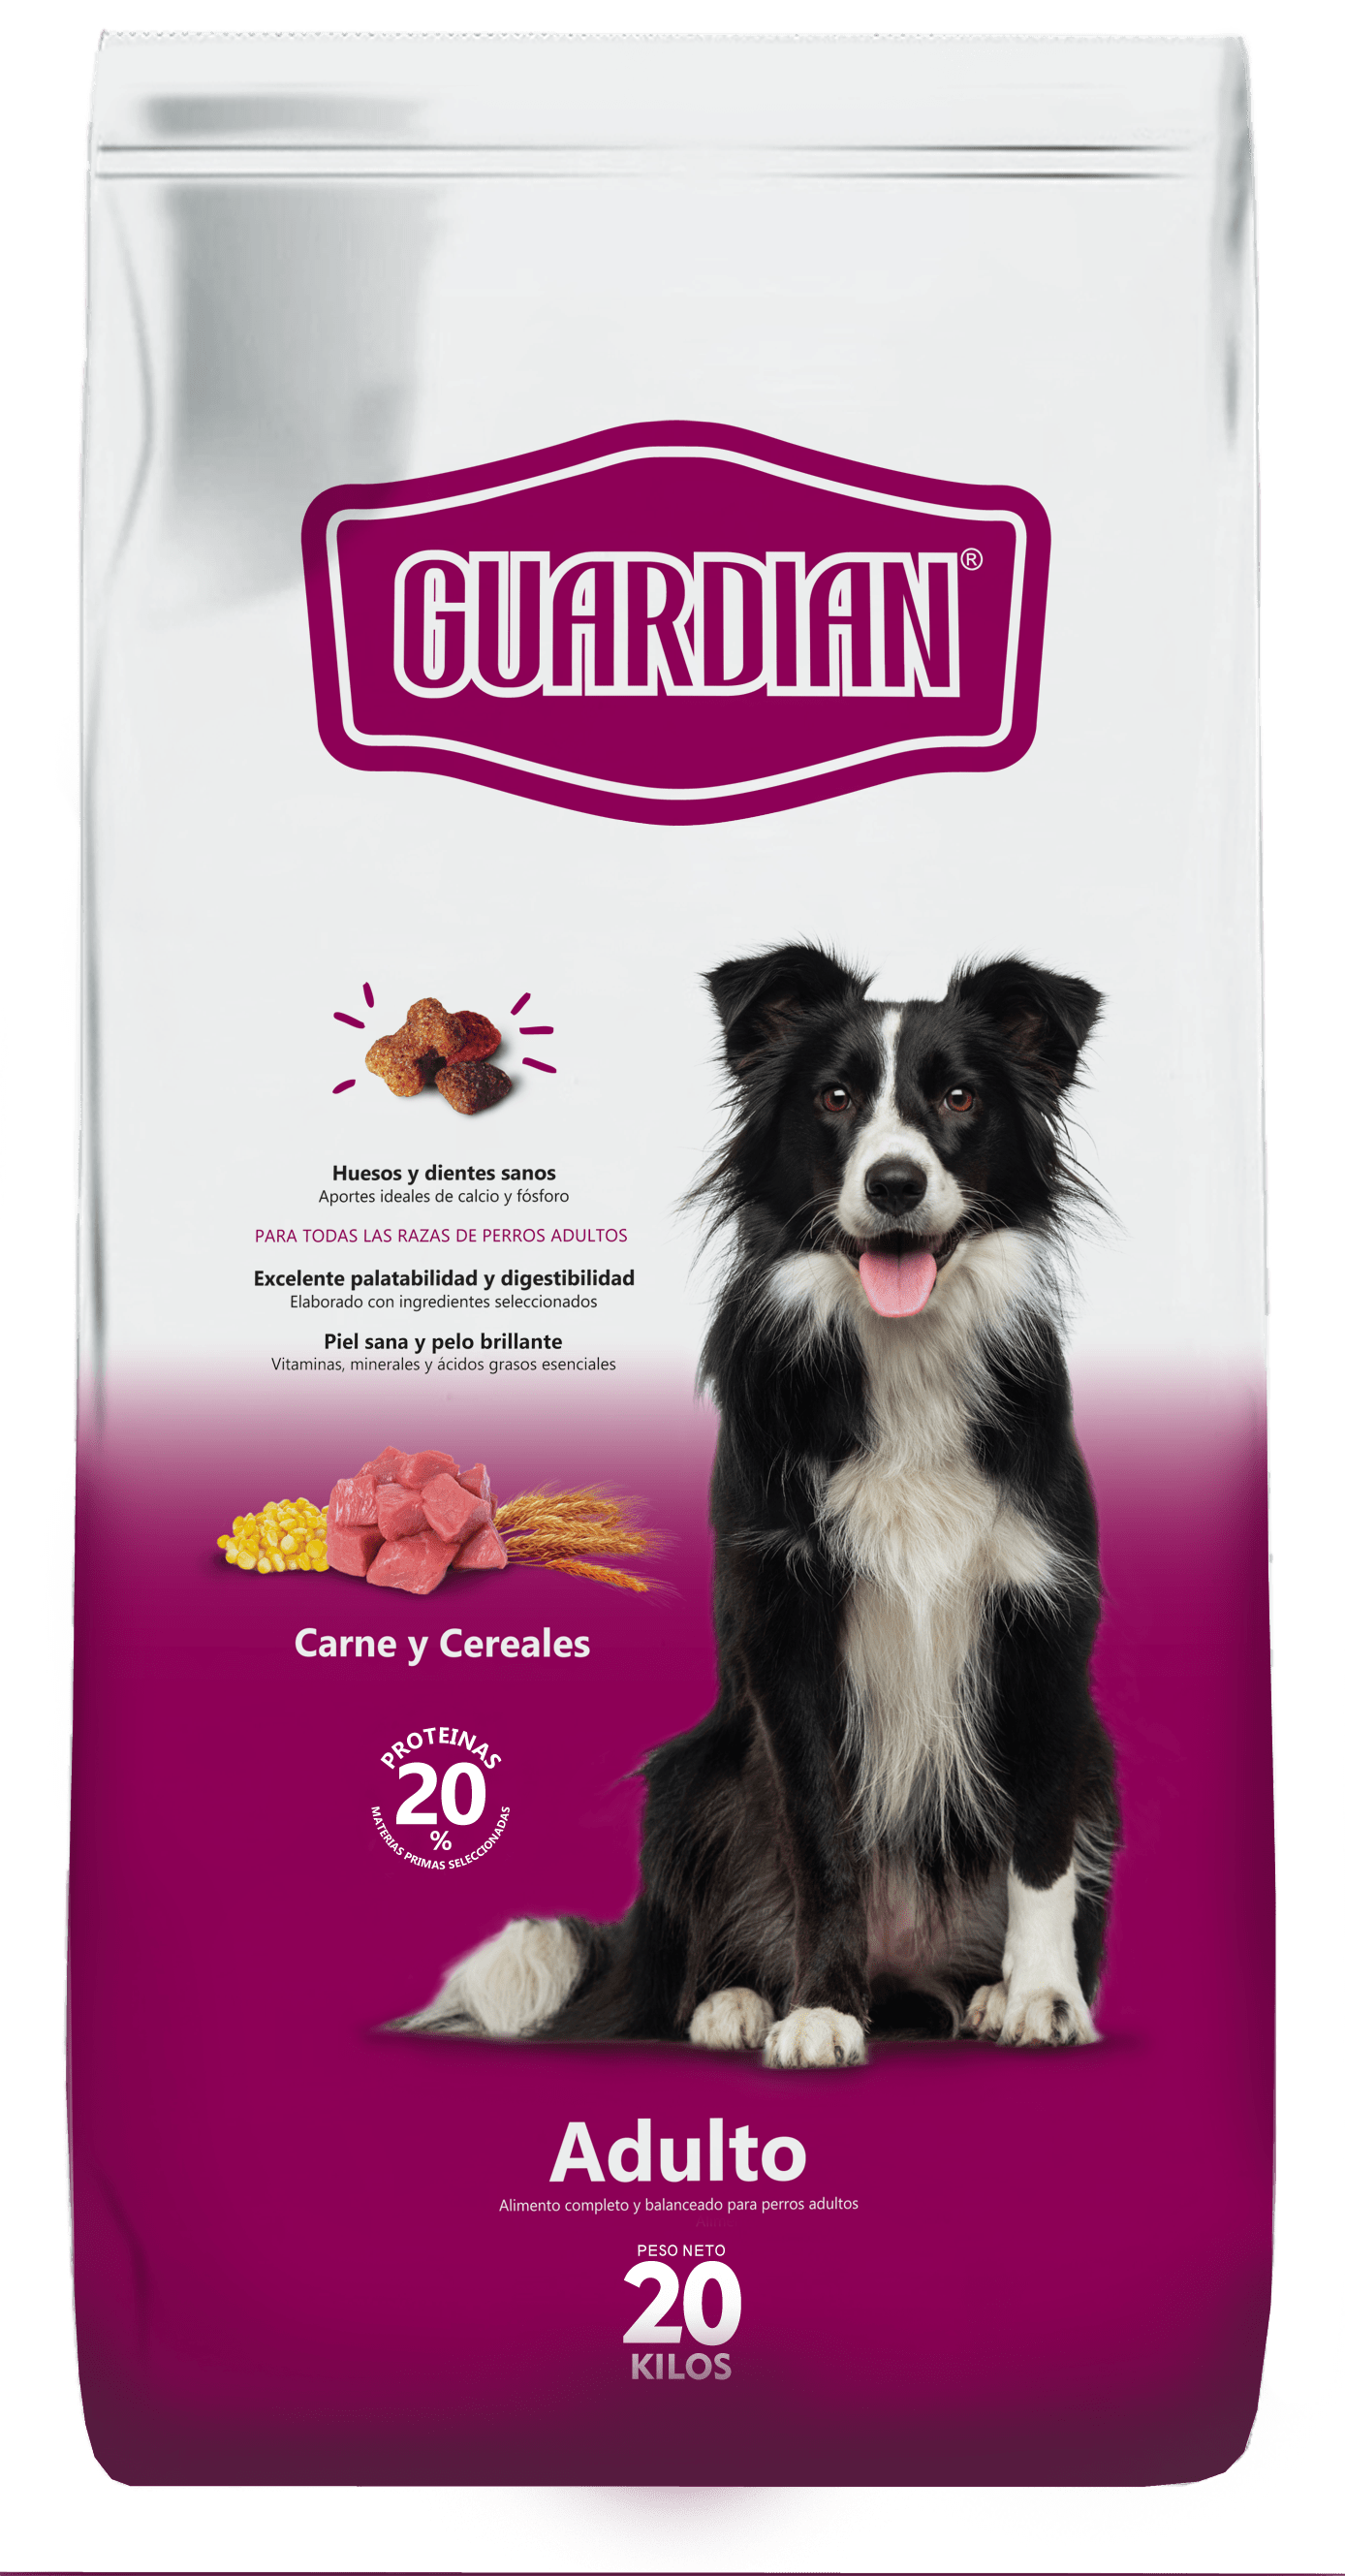 GUARDIAN®
Huesos y dientes sanos
Aportes ideales de calcio y fósforo
PARA TODAS LAS RAZAS DE PERROS ADULTOS
Excelente palatabilidad y digestibilidad
Elaborado con ingredientes seleccionados
Piel sana y pelo brillante
Vitaminas, minerales y ácidos grasos esenciales
Carne y Cereales
PROTEINAS
20
%
MATERIAS PRIMAS SELECCIONADAS
Adulto
Alimento completo y balanceado para perros adultos
PESO NETO
20
KILOS